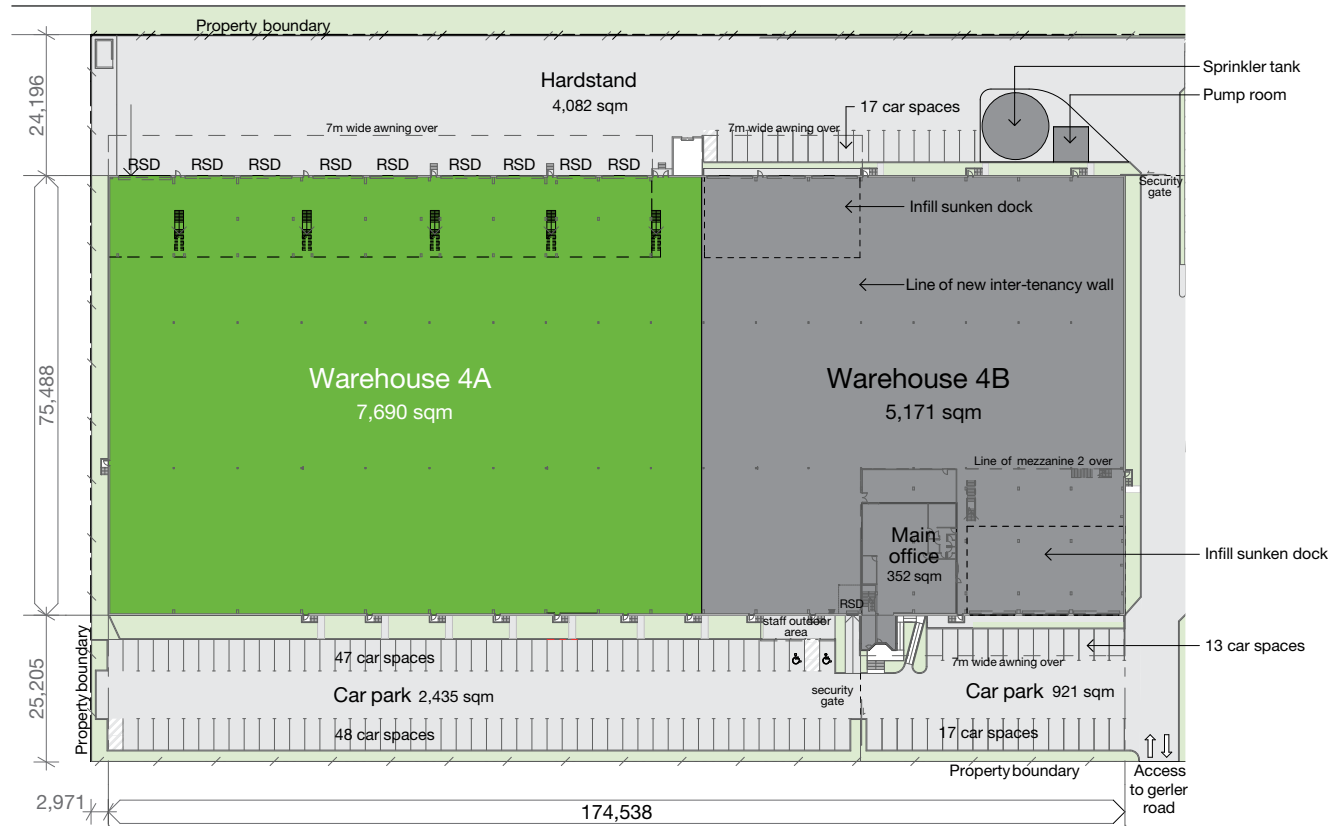 Property boundary
24,196
Hardstand
4,082 sqm
Sprinkler tank
Pump room
17 car spaces
7m wide awning over
7m wide awning over
RSD
RSD
RSD
RSD
RSD
RSD
RSD
RSD
RSD
Security
gate
Infill sunken dock
Line of new inter-tenancy wall
75,488
Warehouse 4A
7,690 sqm
Warehouse 4B
5,171 sqm
Line of mezzanine 2 over
Main
office
352 sqm
Infill sunken dock
RSD
staff outdoor
area
25,205
Property boundary
47 car spaces
13 car spaces
7m wide awning over
Car park 2,435 sqm
security
gate
Car park 921 sqm
48 car spaces
17 car spaces
Property boundary
Access
to gerler
road
2,971
174,538